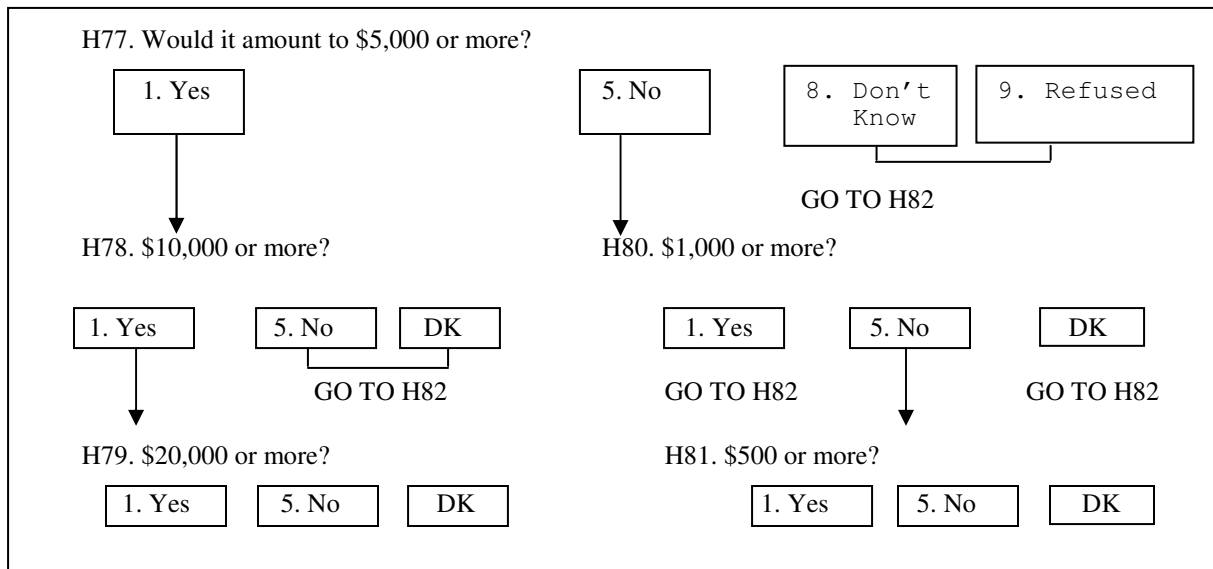 H77. Would it amount to $5,000 or more?
1. Yes
5. No
8. Don't
Know
9. Refused
GO TO H82
H78. $10,000 or more?
H80. $1,000 or more?
1. Yes
5. No
DK
1. Yes
5. No
DK
GO TO H82
GO TO H82
GO TO H82
H79. $20,000 or more?
H81. $500 or more?
1. Yes
5. No
DK
1. Yes
5. No
DK